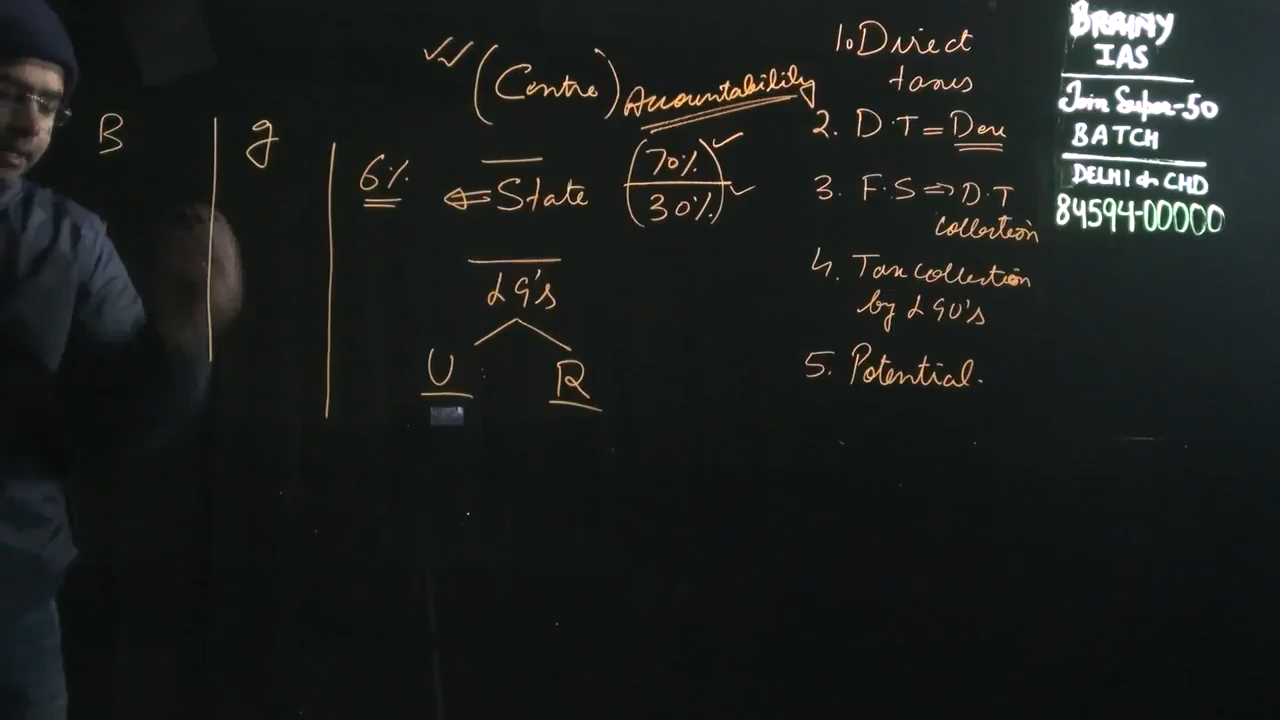 B
g
6%
(Centre)
Accountability
State
(70%)
(30%)
LG's
U
R
1. Direct
taxes
2. D.T = Dev
3. F.S ⇒ D.T
collection
4. Tax collection
by LGO's
5. Potential.
BRAINY
IAS
Join Super-50
BATCH
DELHI & CHD
84594-00000